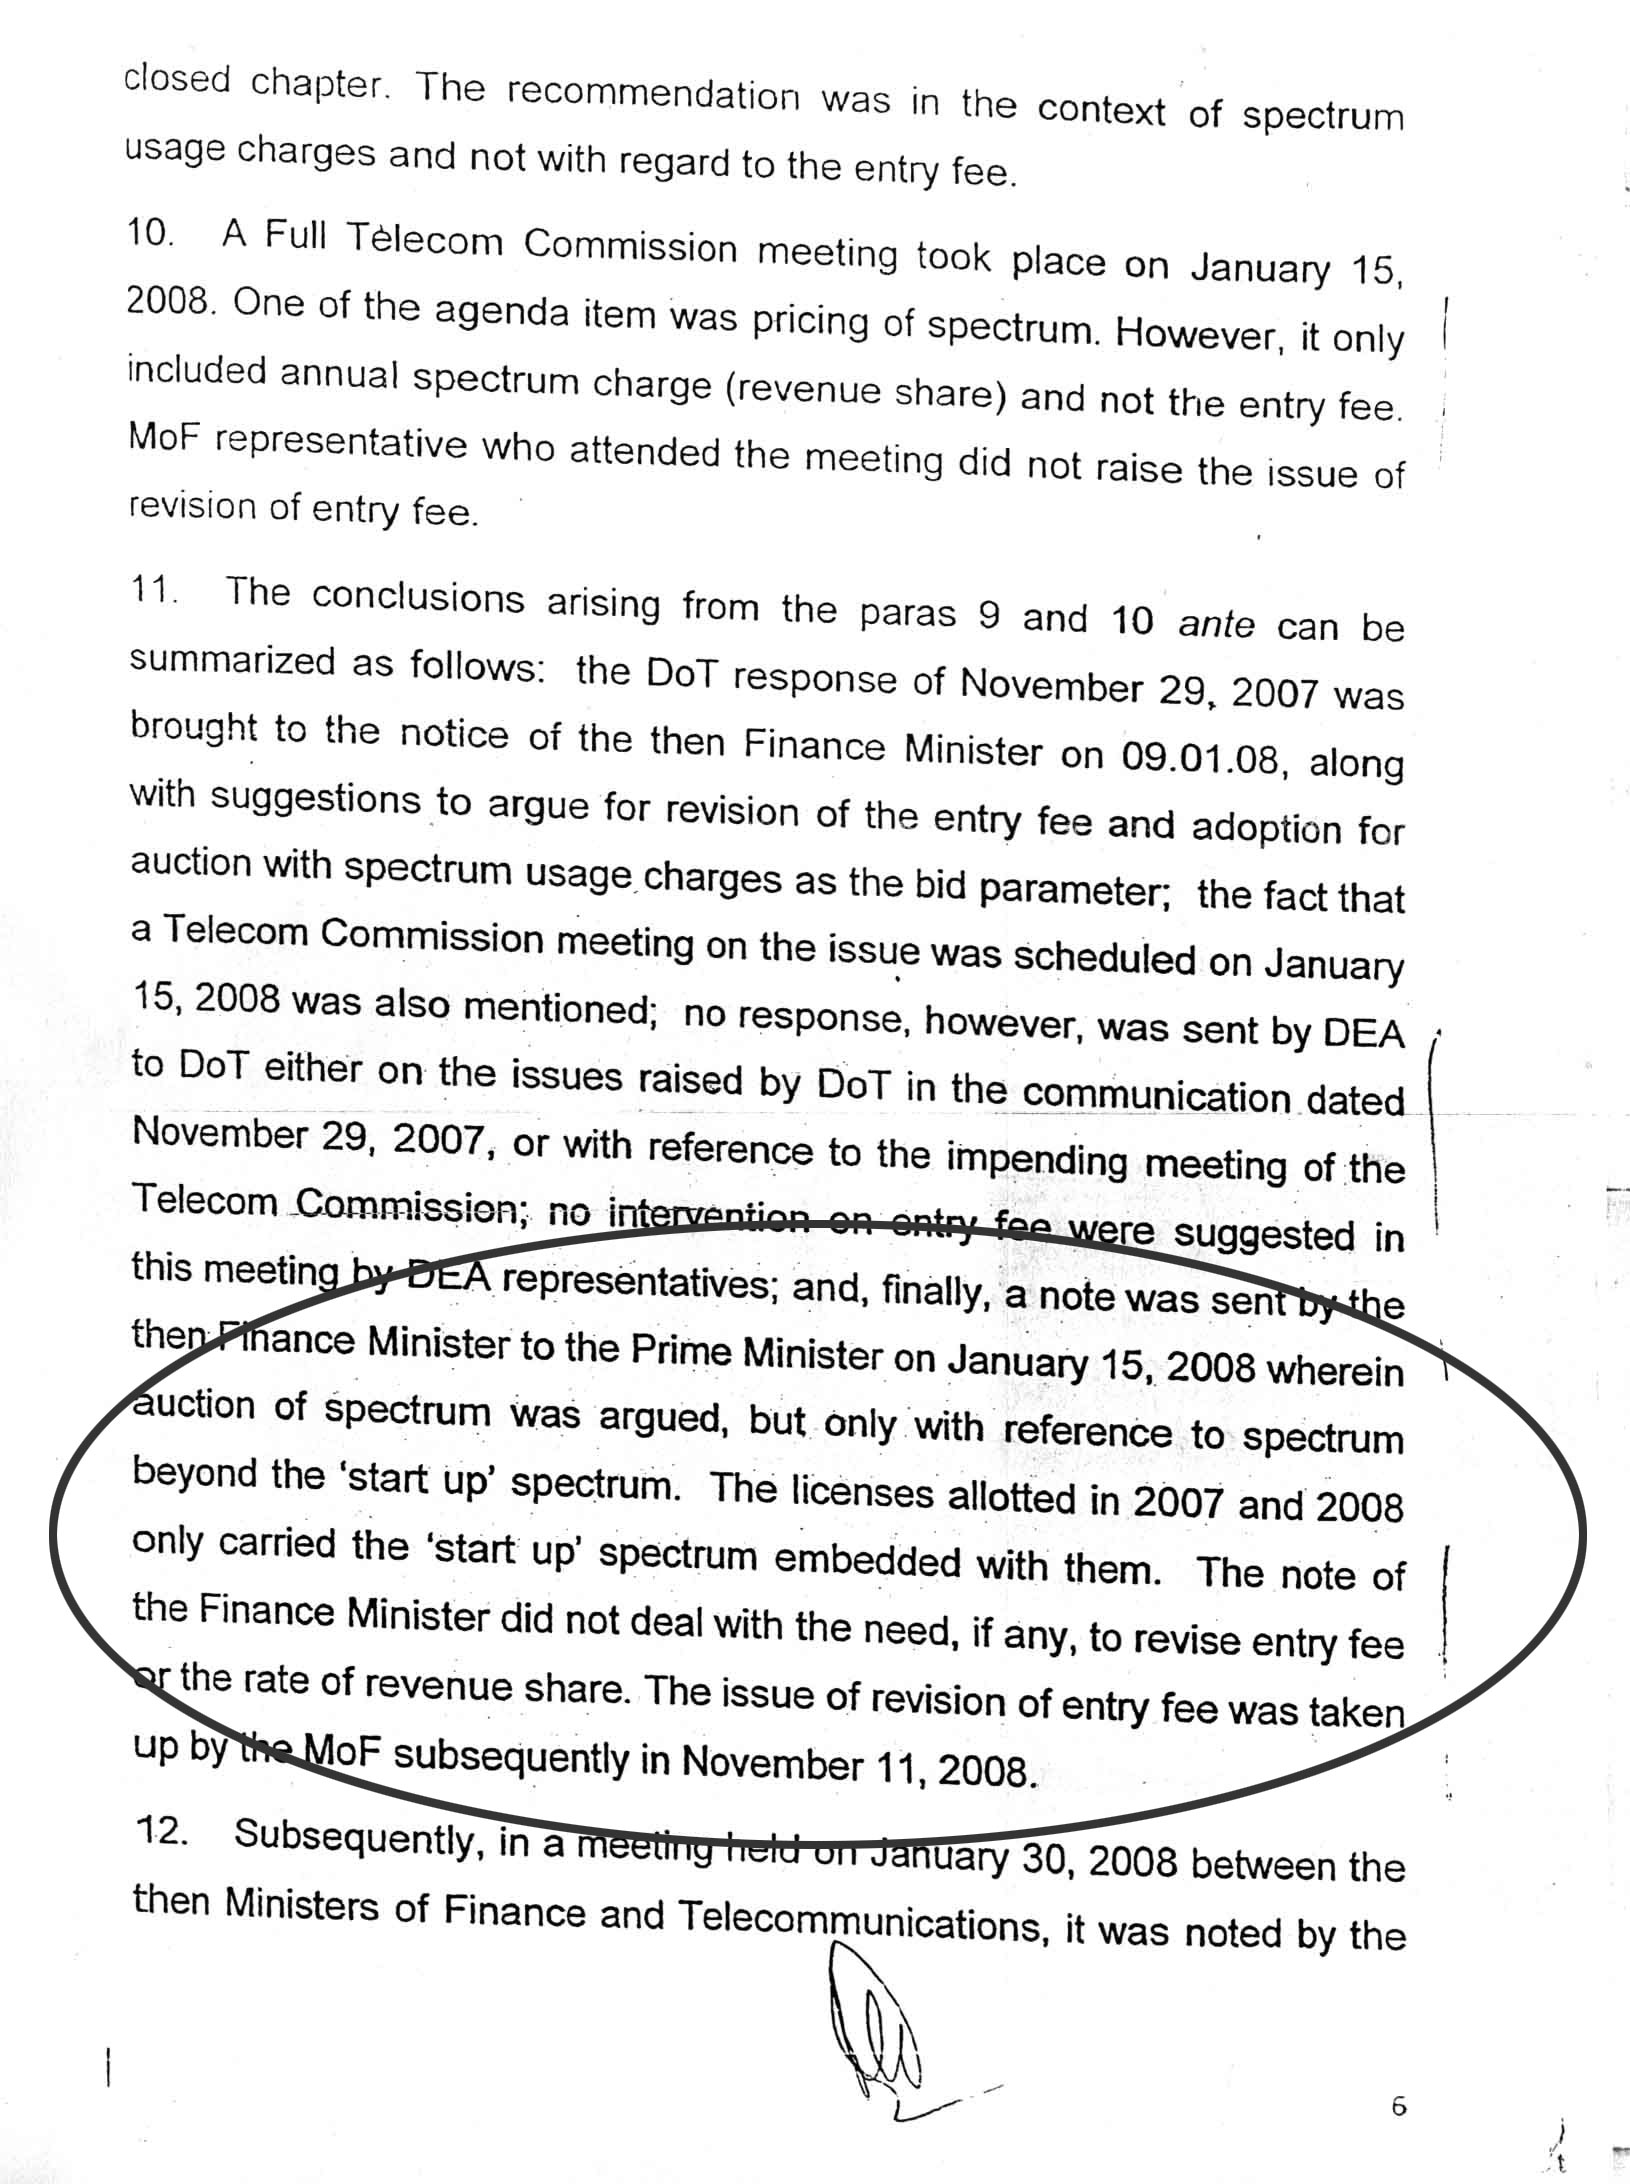 closed chapter. The recommendation was in the context of spectrum
usage charges and not with regard to the entry fee.
10. A Full Telecom Commission meeting took place on January 15,
2008. One of the agenda item was pricing of spectrum. However, it only
included annual spectrum charge (revenue share) and not the entry fee.
MoF representative who attended the meeting did not raise the issue of
revision of entry fee.
11. The conclusions arising from the paras 9 and 10 ante can be
summarized as follows: the DoT response of November 29, 2007 was
brought to the notice of the then Finance Minister on 09.01.08, along
with suggestions to argue for revision of the entry fee and adoption for
auction with spectrum usage charges as the bid parameter; the fact that
a Telecom Commission meeting on the issue was scheduled on January
15, 2008 was also mentioned; no response, however, was sent by DEA
to DoT either on the issues raised by DoT in the communication dated
November 29, 2007, or with reference to the impending meeting of the
Telecom Commission; no intervention on entry fee were suggested in
this meeting by DEA representatives; and, finally, a note was sent by the
then Finance Minister to the Prime Minister on January 15, 2008 wherein
auction of spectrum was argued, but only with reference to spectrum
beyond the ‘start up’ spectrum. The licenses allotted in 2007 and 2008
only carried the ‘start up’ spectrum embedded with them. The note of
the Finance Minister did not deal with the need, if any, to revise entry fee
or the rate of revenue share. The issue of revision of entry fee was taken
up by the MoF subsequently in November 11, 2008.
12. Subsequently, in a meeting held on January 30, 2008 between the
then Ministers of Finance and Telecommunications, it was noted by the
6